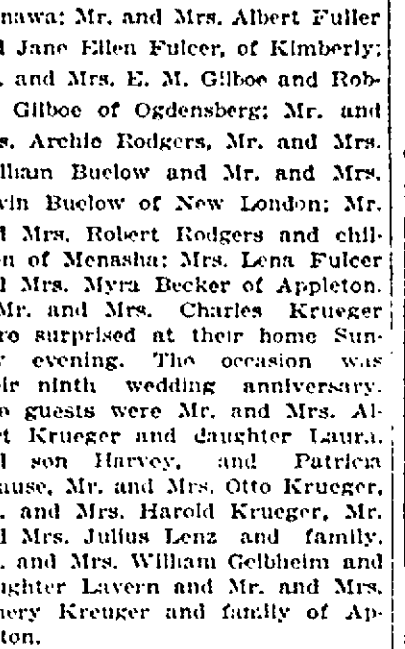 nawa; Mr. and Mrs. Albert Fuller
d Jane Ellen Fulcer, of Kimberly;
. and Mrs. E. M. Gilboe and Rob-
Gilboe of Ogdensberg; Mr. and
s. Archie Rodgers, Mr. and Mrs.
lliam Buelow and Mr. and Mrs.
vin Buelow of New London; Mr.
d Mrs. Robert Rodgers and chil-
en of Menasha; Mrs. Lena Fulcer
d Mrs. Myra Becker of Appleton.
Mr. and Mrs. Charles Krueger
re surprised at their home Sun-
y evening. The occasion was
eir ninth wedding anniversary.
e guests were Mr. and Mrs. Al-
rt Krueger and daughter Laura,
d son Harvey, and Patricia
ause, Mr. and Mrs. Otto Krueger,
. and Mrs. Harold Krueger, Mr.
d Mrs. Julius Lenz and family,
. and Mrs. William Gelbheim and
ughter Lavern and Mr. and Mrs.
nery Kreuger and family of Ap-
ton.